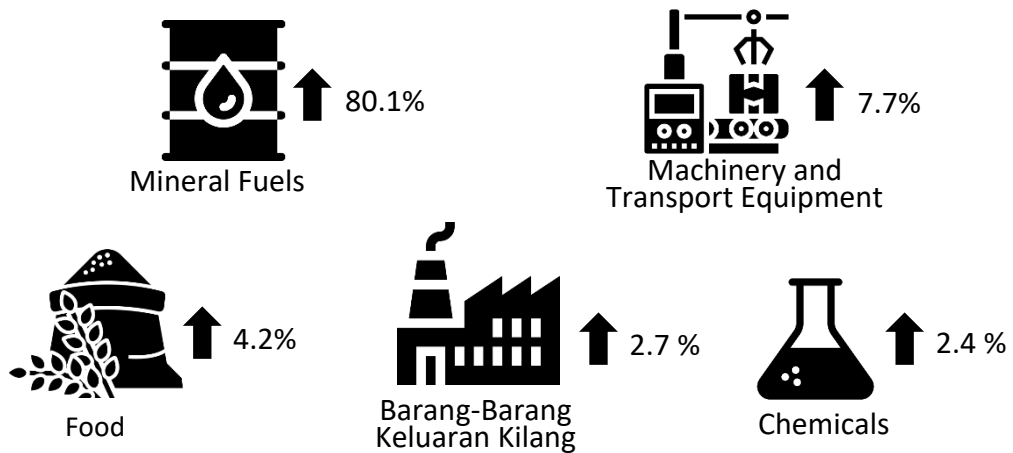 80.1%
Mineral Fuels
7.7%
Machinery and
Transport Equipment
4.2%
Food
2.7 %
Barang-Barang
Keluaran Kilang
2.4 %
Chemicals